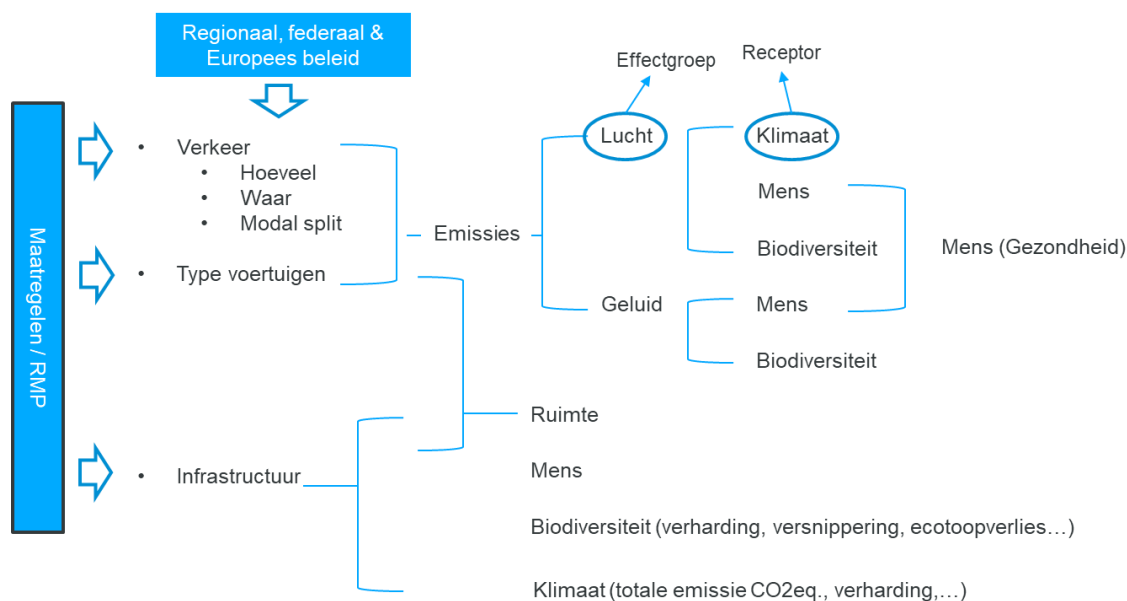 Regionaal, federaal &
Europees beleid
Effectgroep
Receptor
Maatregelen / RMP
• Verkeer
• Hoeveel
• Waar
• Modal split
• Type voertuigen
• Infrastructuur
Emissies
Lucht
Klimaat
Mens
Biodiversiteit
Mens (Gezondheid)
Geluid
Mens
Biodiversiteit
Ruimte
Mens
Biodiversiteit (verharding, versnippering, ecotoopverlies…)
Klimaat (totale emissie CO2eq., verharding,…)